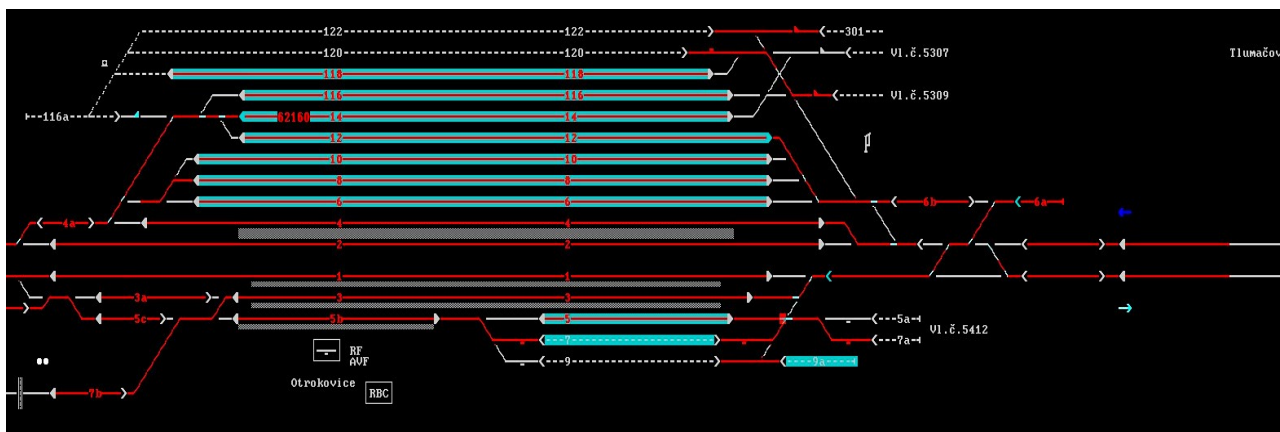 122 122 301
120 120 Vl.č.5307 Tlumačov
118 118
116 116 Vl.č.5309
116a 62160 14 14
12 12
10 10
8 8
6 6 6b 6a
4a 4 4
2 2
1 1
3a 3 3
5c 5b 5 5a
Vl.č.5412
7 7a
RF
AVF
9 9a
Otrokovice
RBC
7b